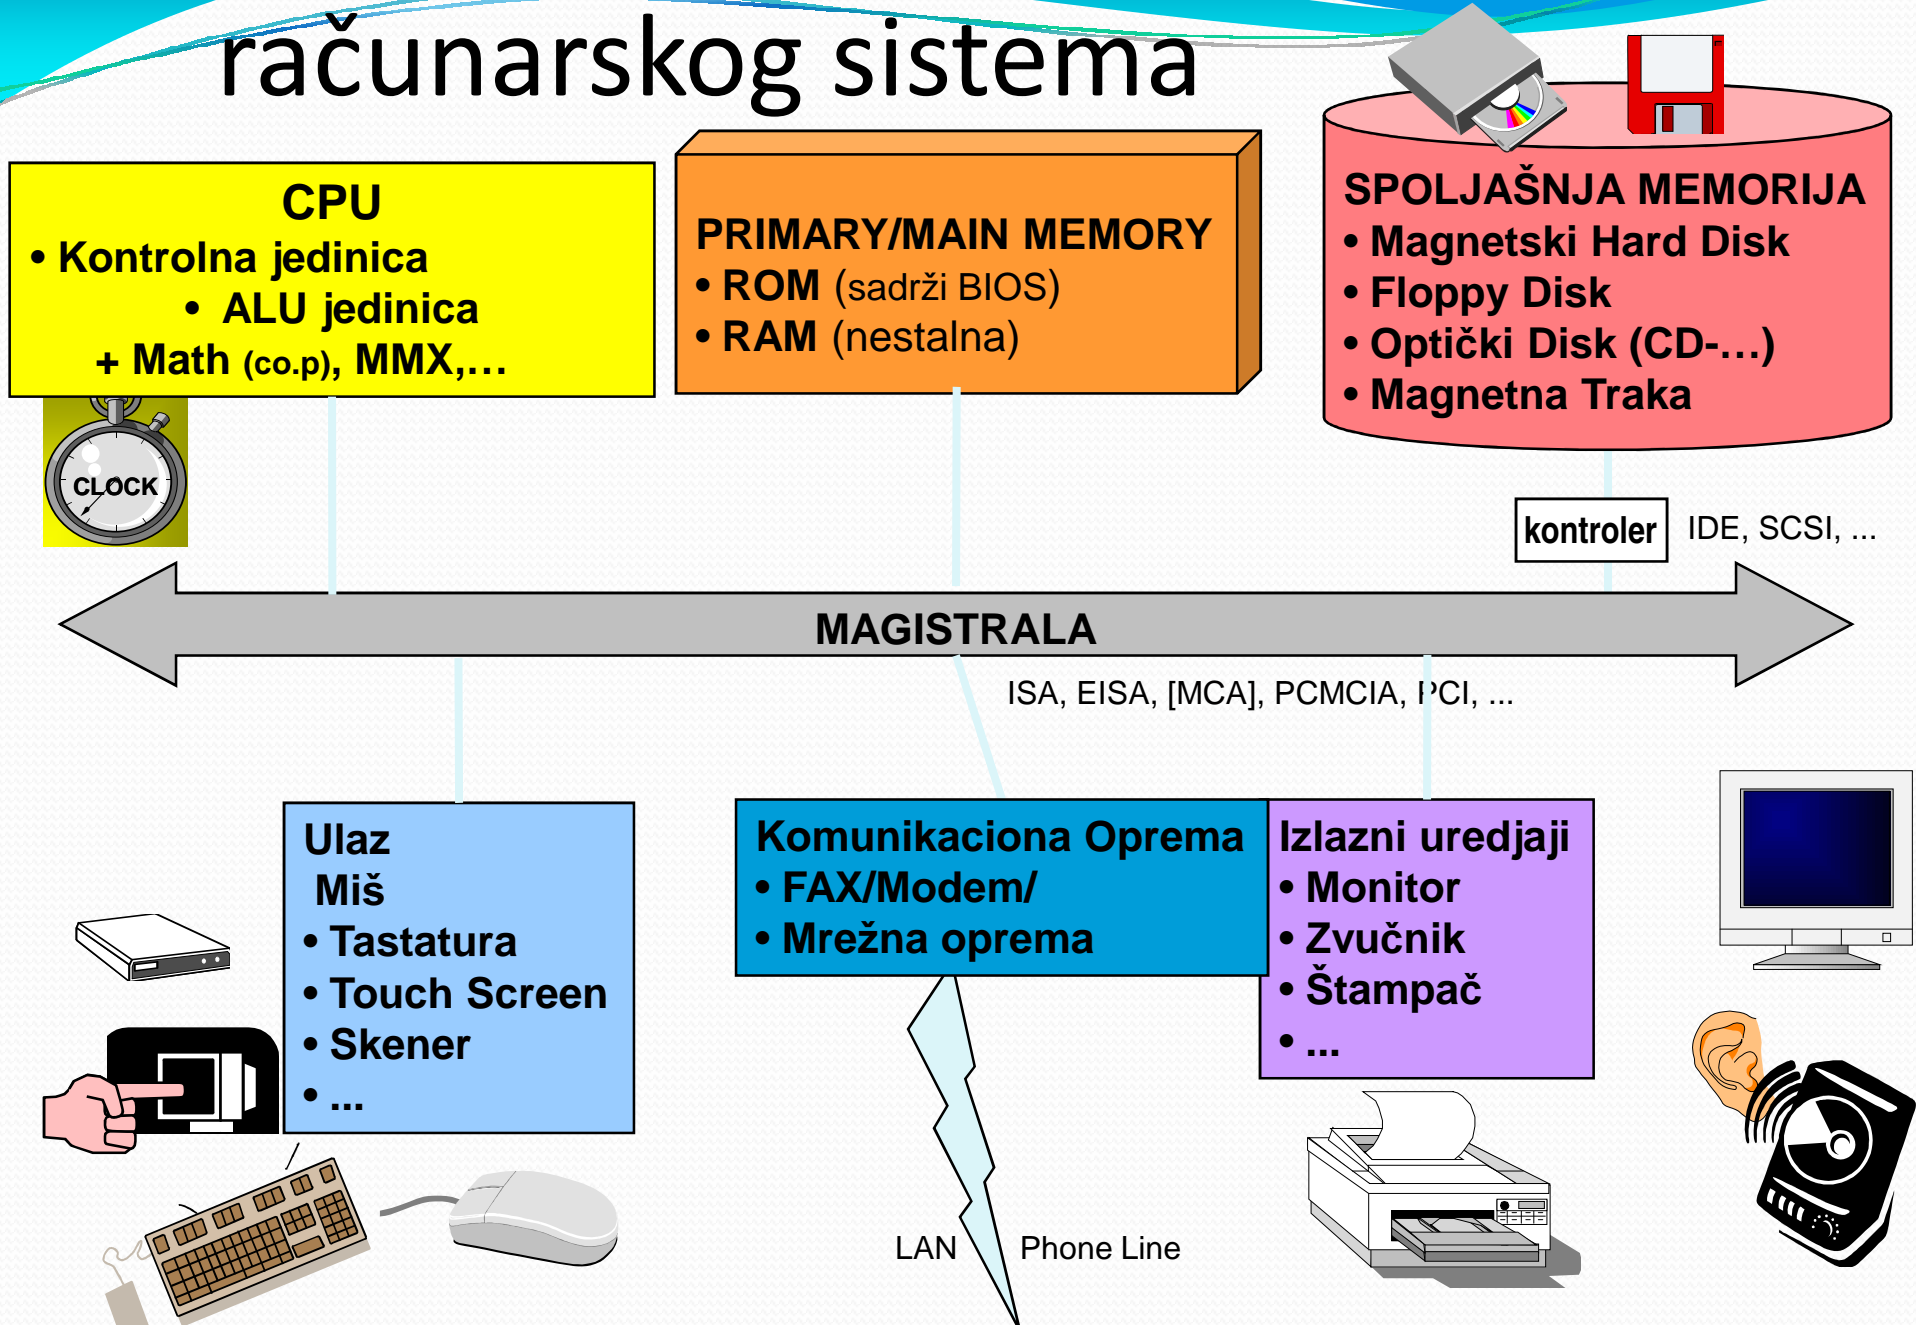 računarskog sistema
CPU
• Kontrolna jedinica
• ALU jedinica
+ Math (co.p), MMX,…
CLOCK
PRIMARY/MAIN MEMORY
• ROM (sadrži BIOS)
• RAM (nestalna)
SPOLJAŠNJA MEMORIJA
• Magnetski Hard Disk
• Floppy Disk
• Optički Disk (CD-…)
• Magnetna Traka
kontroler
IDE, SCSI, ...
MAGISTRALA
ISA, EISA, [MCA], PCMCIA, PCI, ...
Ulaz
Miš
• Tastatura
• Touch Screen
• Skener
• ...
Komunikaciona Oprema
• FAX/Modem/
• Mrežna oprema
Izlazni uredjaji
• Monitor
• Zvučnik
• Štampač
• ...
LAN
Phone Line